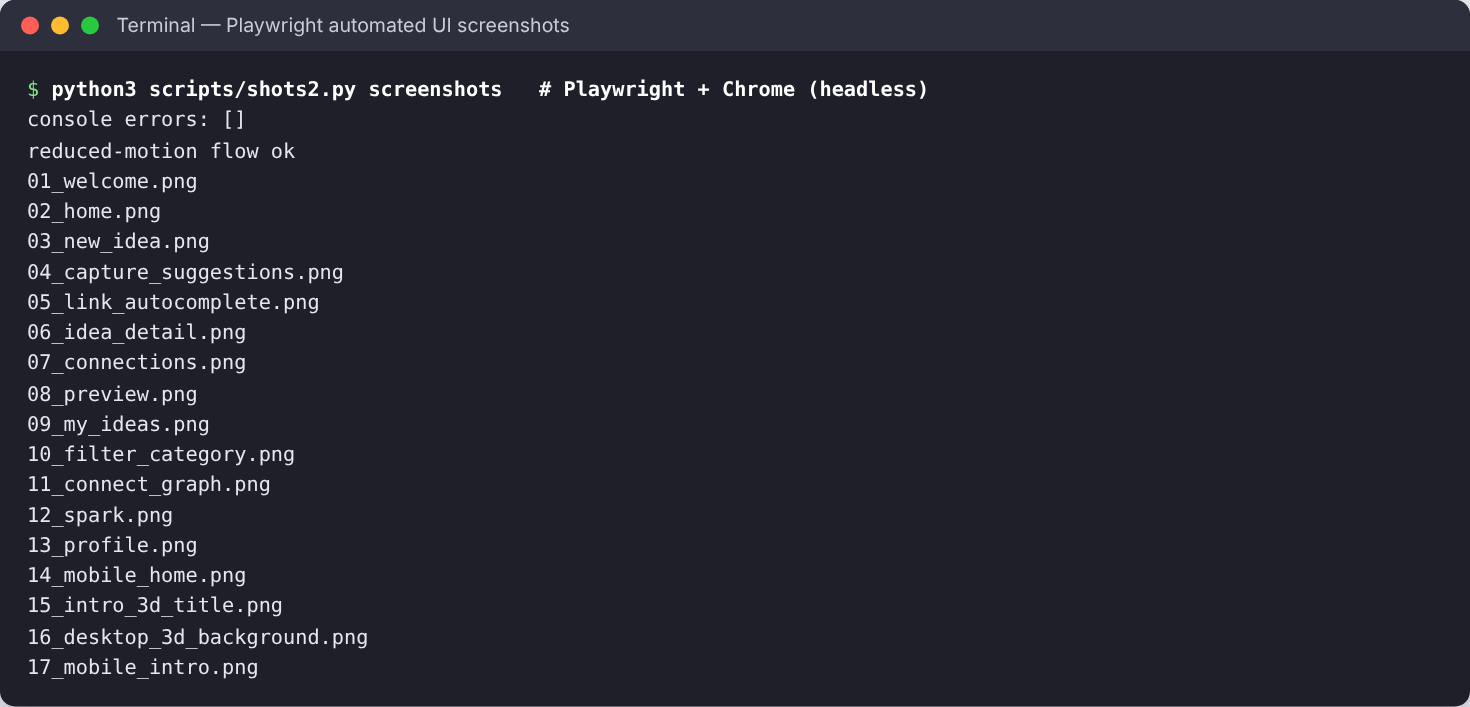 Terminal — Playwright automated UI screenshots
$ python3 scripts/shots2.py screenshots   # Playwright + Chrome (headless)
console errors: []
reduced-motion flow ok
01_welcome.png
02_home.png
03_new_idea.png
04_capture_suggestions.png
05_link_autocomplete.png
06_idea_detail.png
07_connections.png
08_preview.png
09_my_ideas.png
10_filter_category.png
11_connect_graph.png
12_spark.png
13_profile.png
14_mobile_home.png
15_intro_3d_title.png
16_desktop_3d_background.png
17_mobile_intro.png